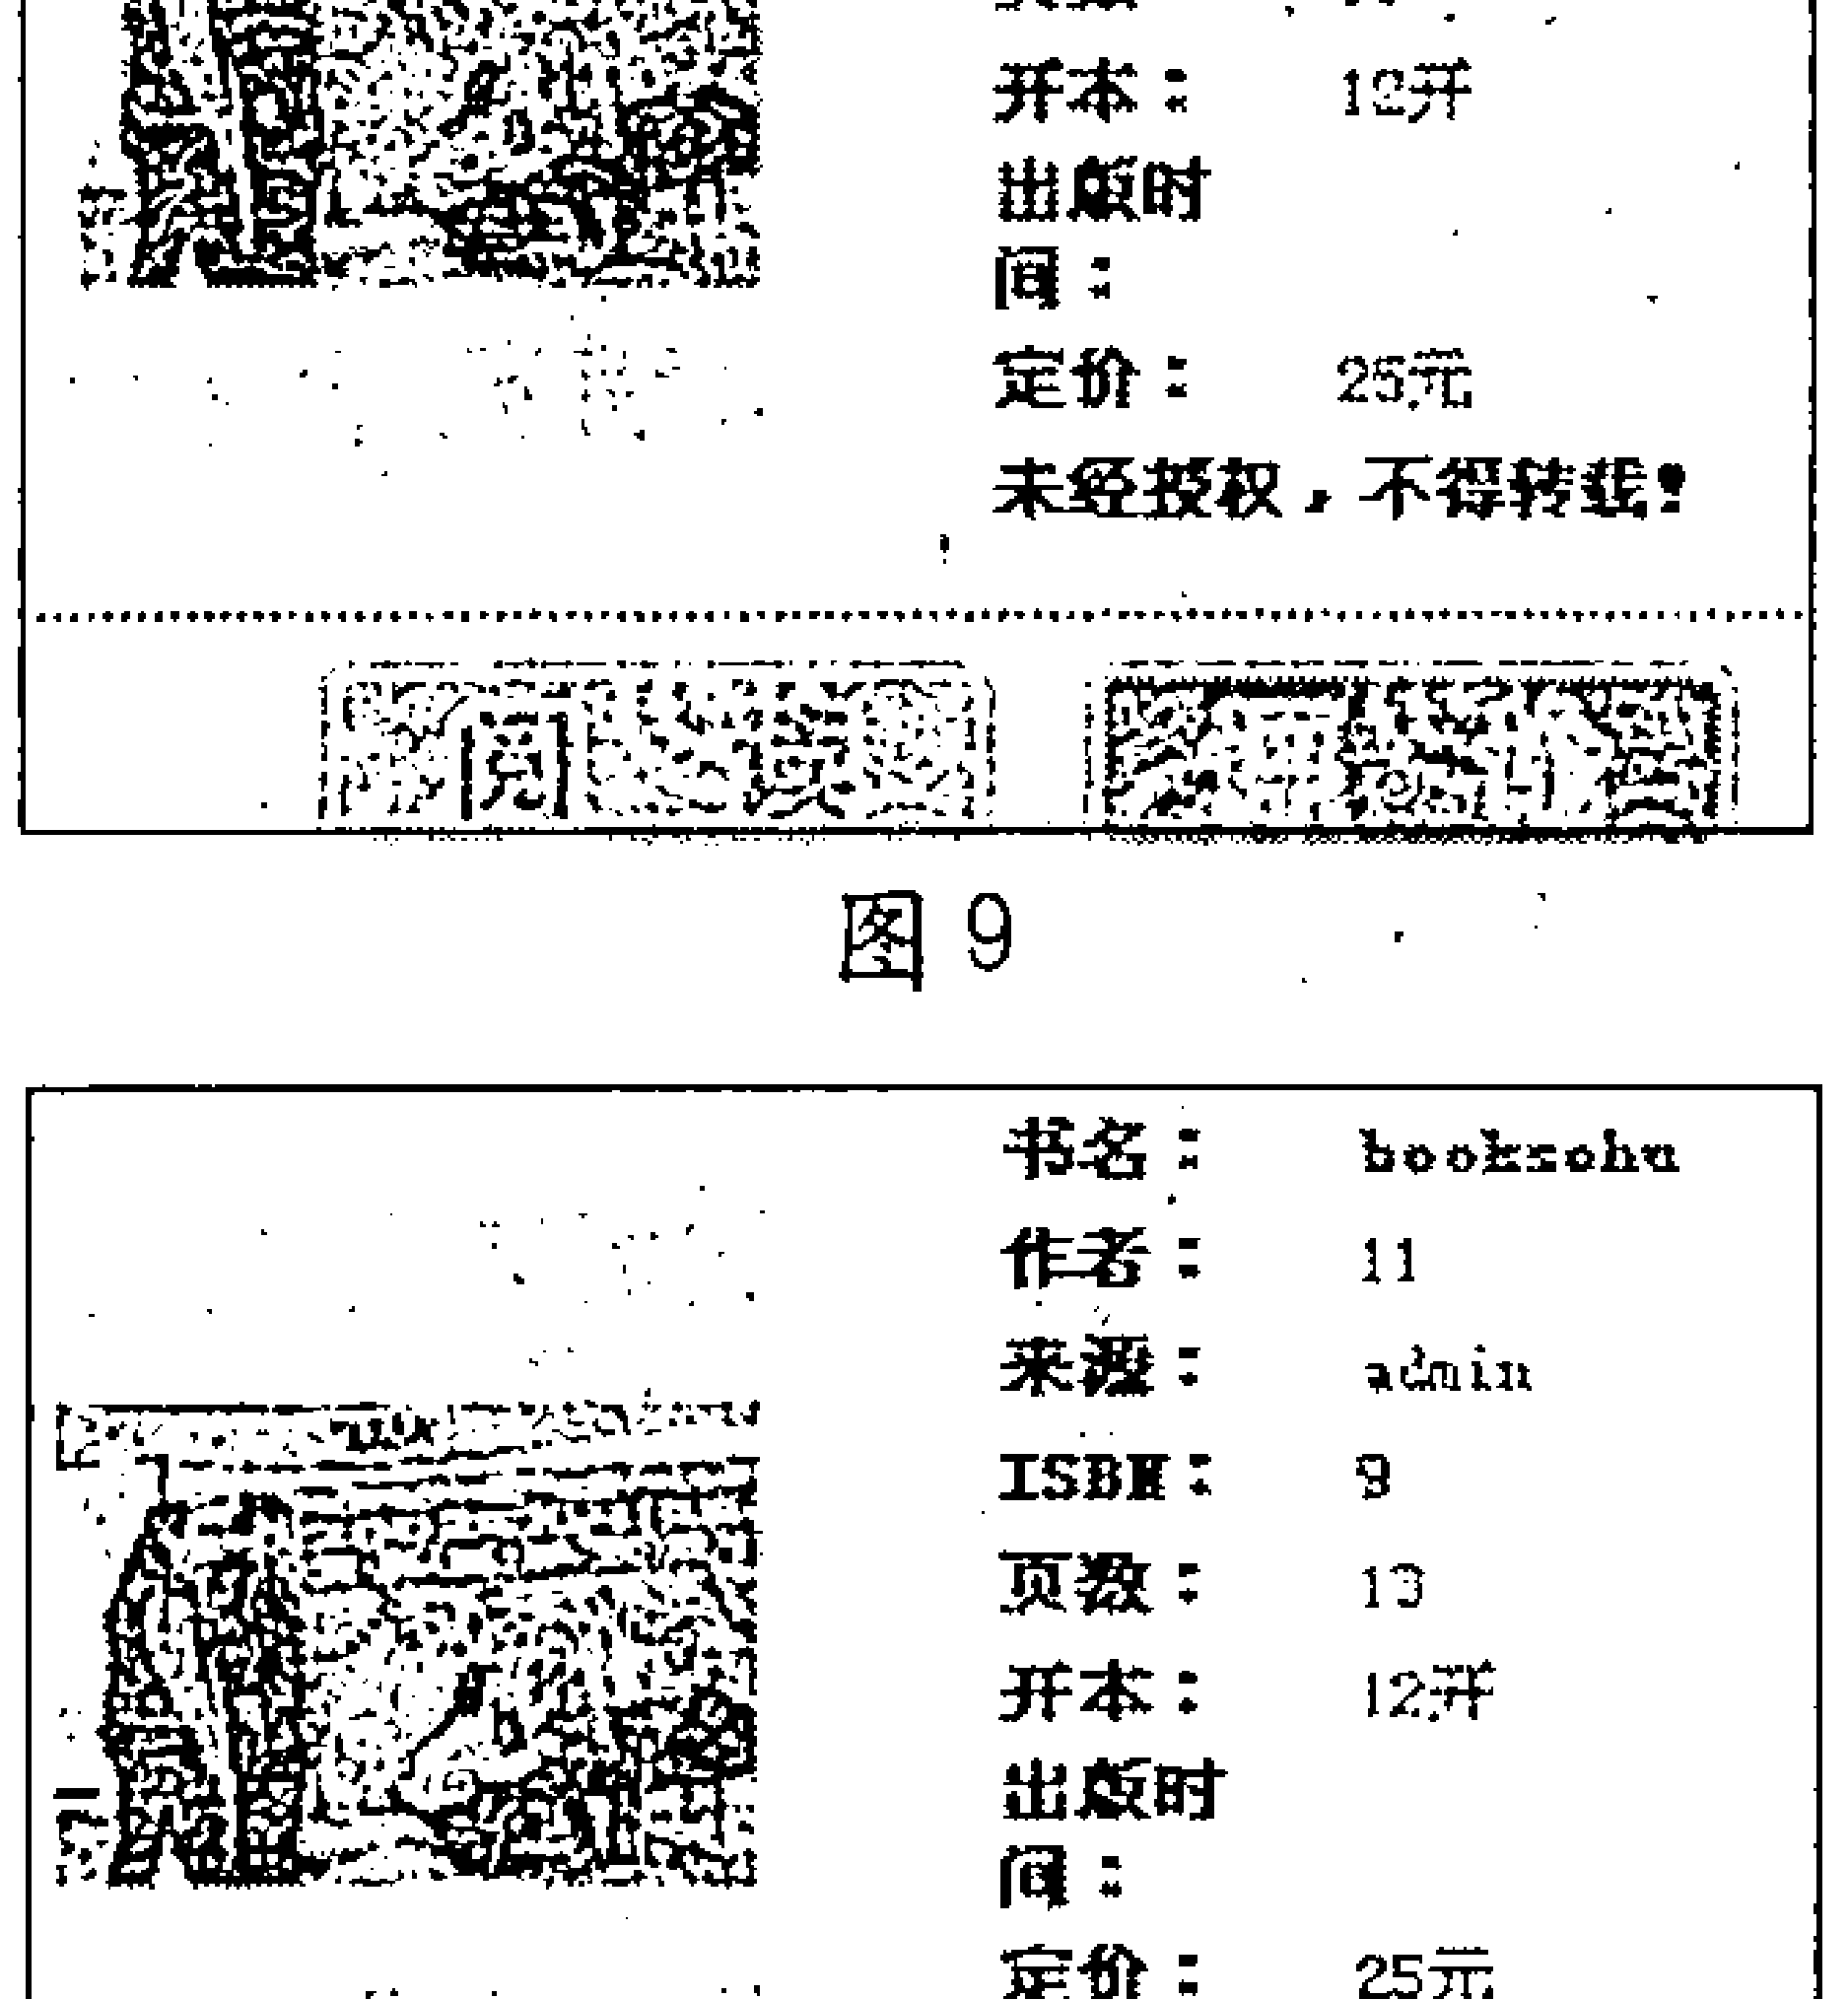 开本： 12开
出版时
间：
定价： 25元
未经授权，不得转载!
图 9
书名： bookzchu
作者： 11
来源： admin
ISBN： 9
页数： 13
开本： 12开
出版时
间：
定价： 25元